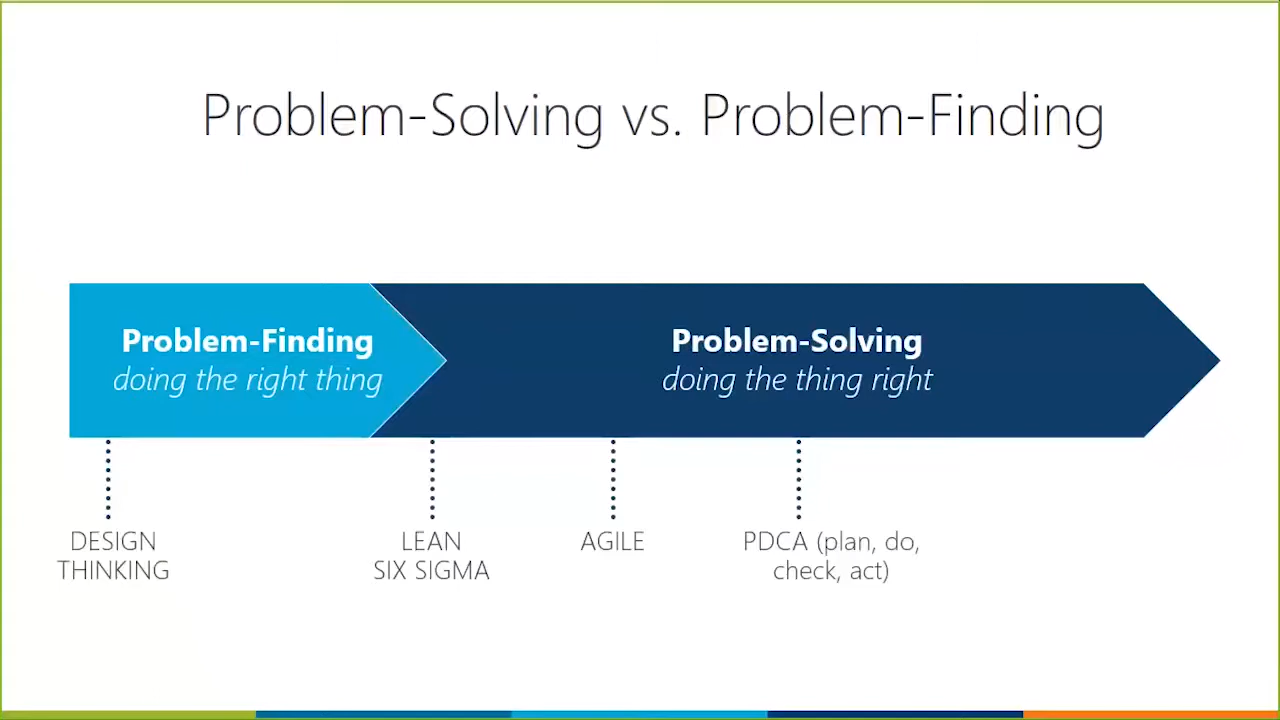 Problem-Solving vs. Problem-Finding
Problem-Finding
doing the right thing
Problem-Solving
doing the thing right
DESIGN
THINKING
LEAN
SIX SIGMA
AGILE
PDCA (plan, do,
check, act)